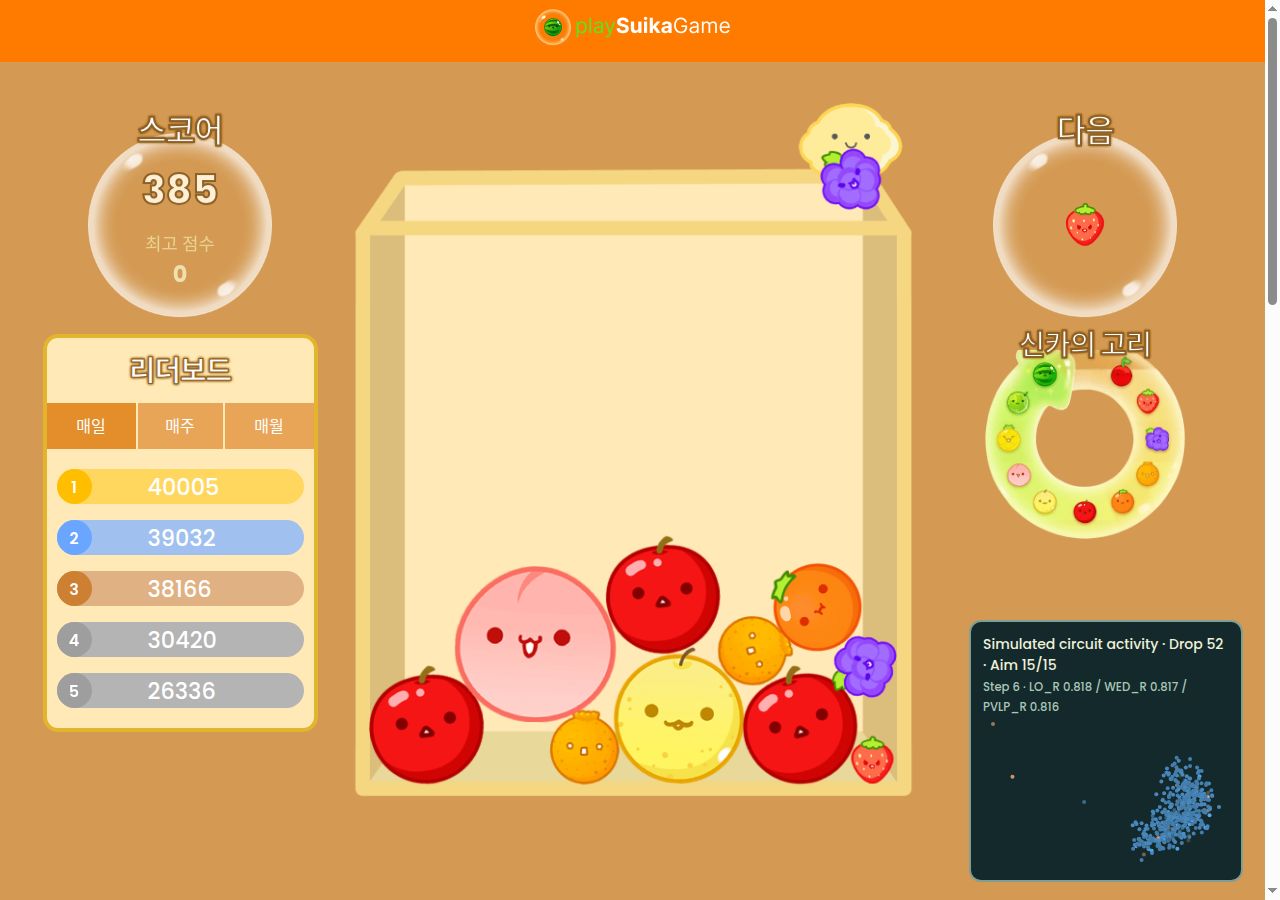 playSuikaGame
스코어
385
최고 점수
0
다음
신카의 고리
리더보드
매일 매주 매월
1 40005
2 39032
3 38166
4 30420
5 26336
Simulated circuit activity · Drop 52
· Aim 15/15
Step 6 · LO_R 0.818 / WED_R 0.817 /
PVLP_R 0.816